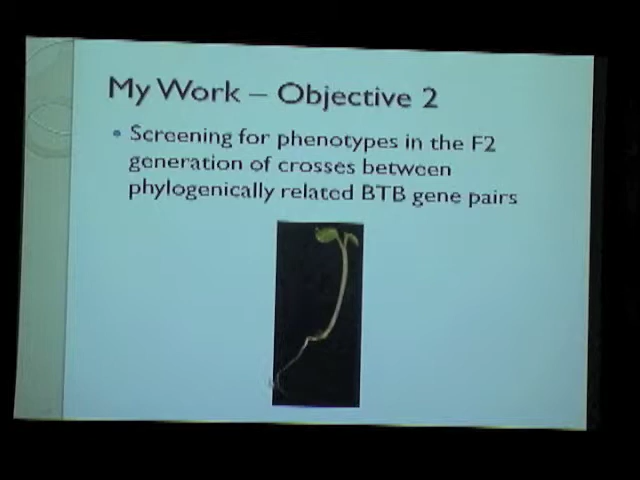 My Work – Objective 2
• Screening for phenotypes in the F2
generation of crosses between
phylogenically related BTB gene pairs